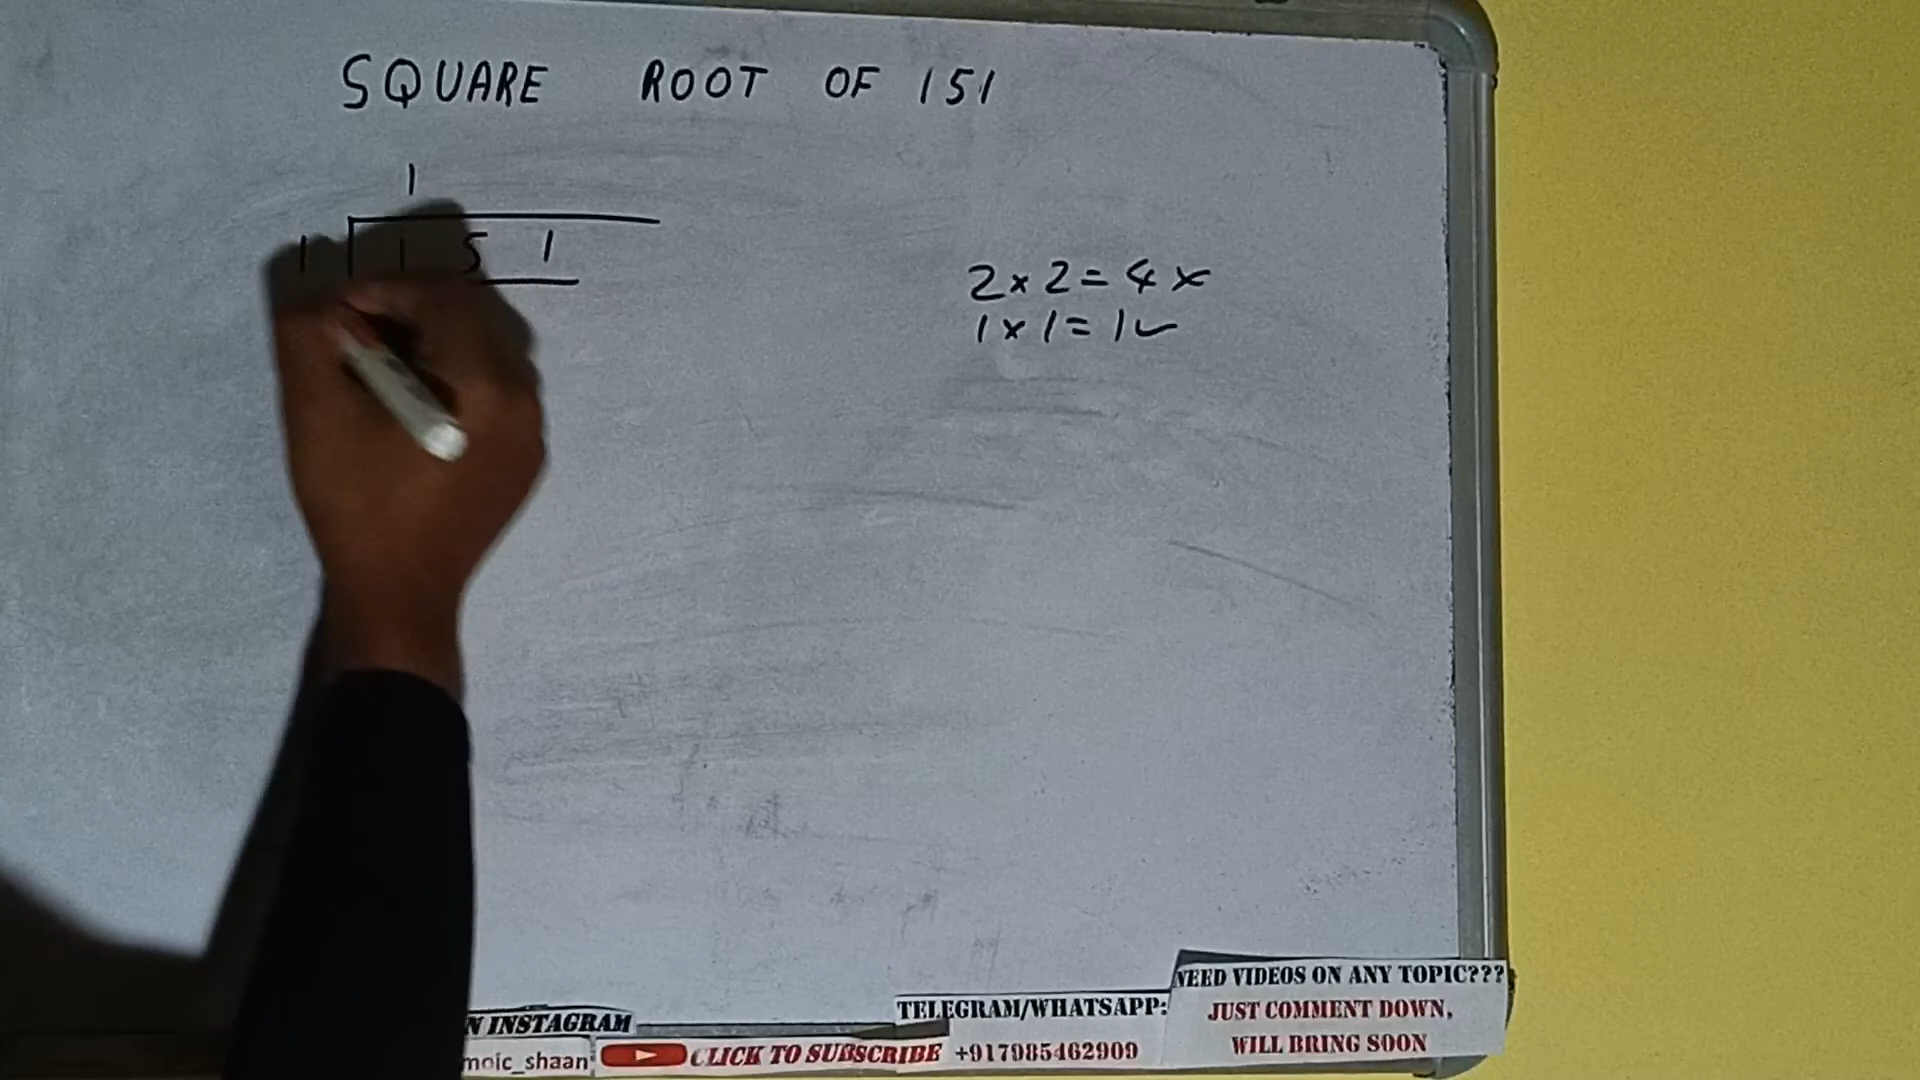 SQUARE ROOT OF 151
1
1 1 5 1
2 × 2 = 4 ×
1 × 1 = 1 ✓
NEED VIDEOS ON ANY TOPIC???
JUST COMMENT DOWN,
WILL BRING SOON
TELEGRAM/WHATSAPP:
+917985462909
N INSTAGRAM
moic_shaan
CLICK TO SUBSCRIBE